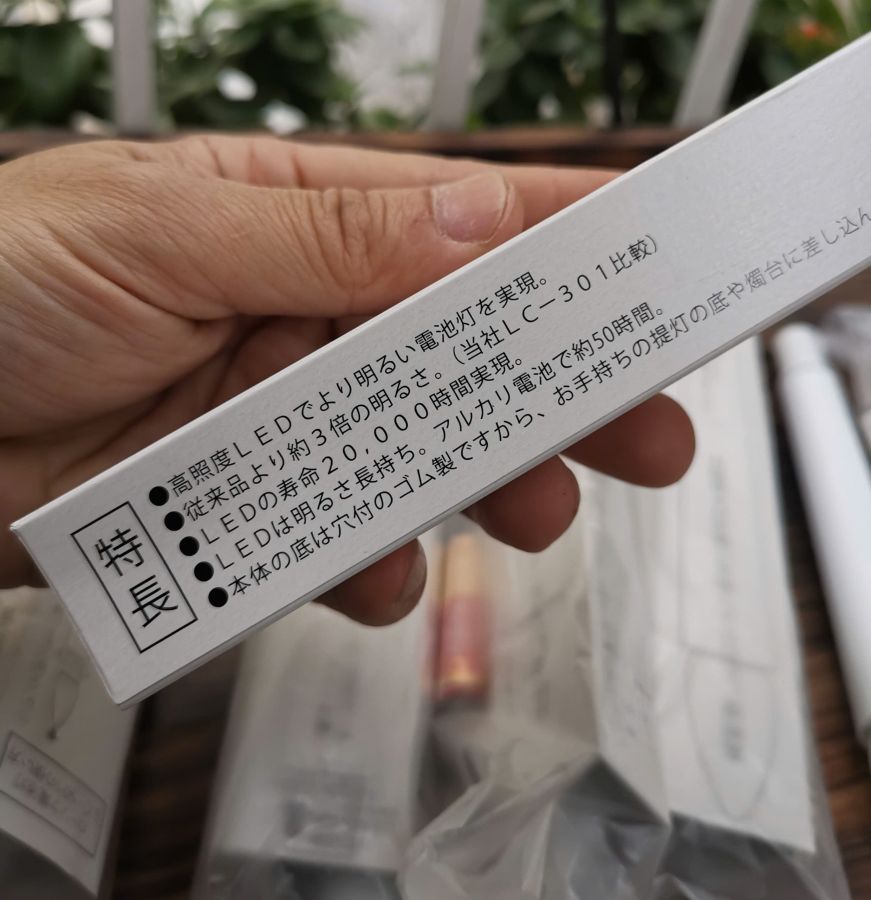 特長
●高照度ＬＥＤでより明るい電池灯を実現。
●従来品より約３倍の明るさ。（当社ＬＣ－３０１比較）
●ＬＥＤの寿命２０,０００時間実現。
●ＬＥＤは明るさ長持ち。アルカリ電池で約50時間。
●本体の底は穴付のゴム製ですから、お手持ちの提灯の底や燭台に差し込ん